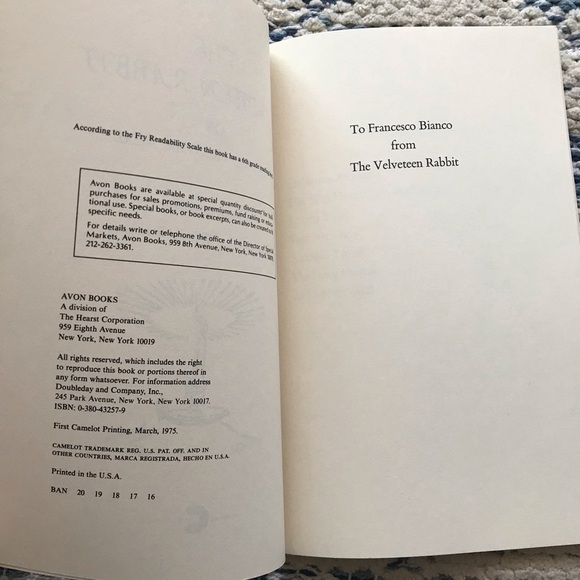 According to the Fry Readability Scale this book has a 6th grade reading
Avon Books are available at special quantity discounts for bulk
purchases for sales promotions, premiums, fund raising or
tional use. Special books, or book excerpts, can also be created to
specific needs.
For details write or telephone the office of the Director of Special
Markets, Avon Books, 959 8th Avenue, New York, New York
212-262-3361.
AVON BOOKS
A division of
The Hearst Corporation
959 Eighth Avenue
New York, New York 10019
All rights reserved, which includes the right
to reproduce this book or portions thereof in
any form whatsoever. For information address
Doubleday and Company, Inc.,
245 Park Avenue, New York, New York 10017.
ISBN: 0-380-43257-9
First Camelot Printing, March, 1975.
CAMELOT TRADEMARK REG. U.S. PAT. OFF. AND IN
OTHER COUNTRIES, MARCA REGISTRADA, HECHO EN U.S.A.
Printed in the U.S.A.
BAN 20 19 18 17 16
To Francesco Bianco
from
The Velveteen Rabbit